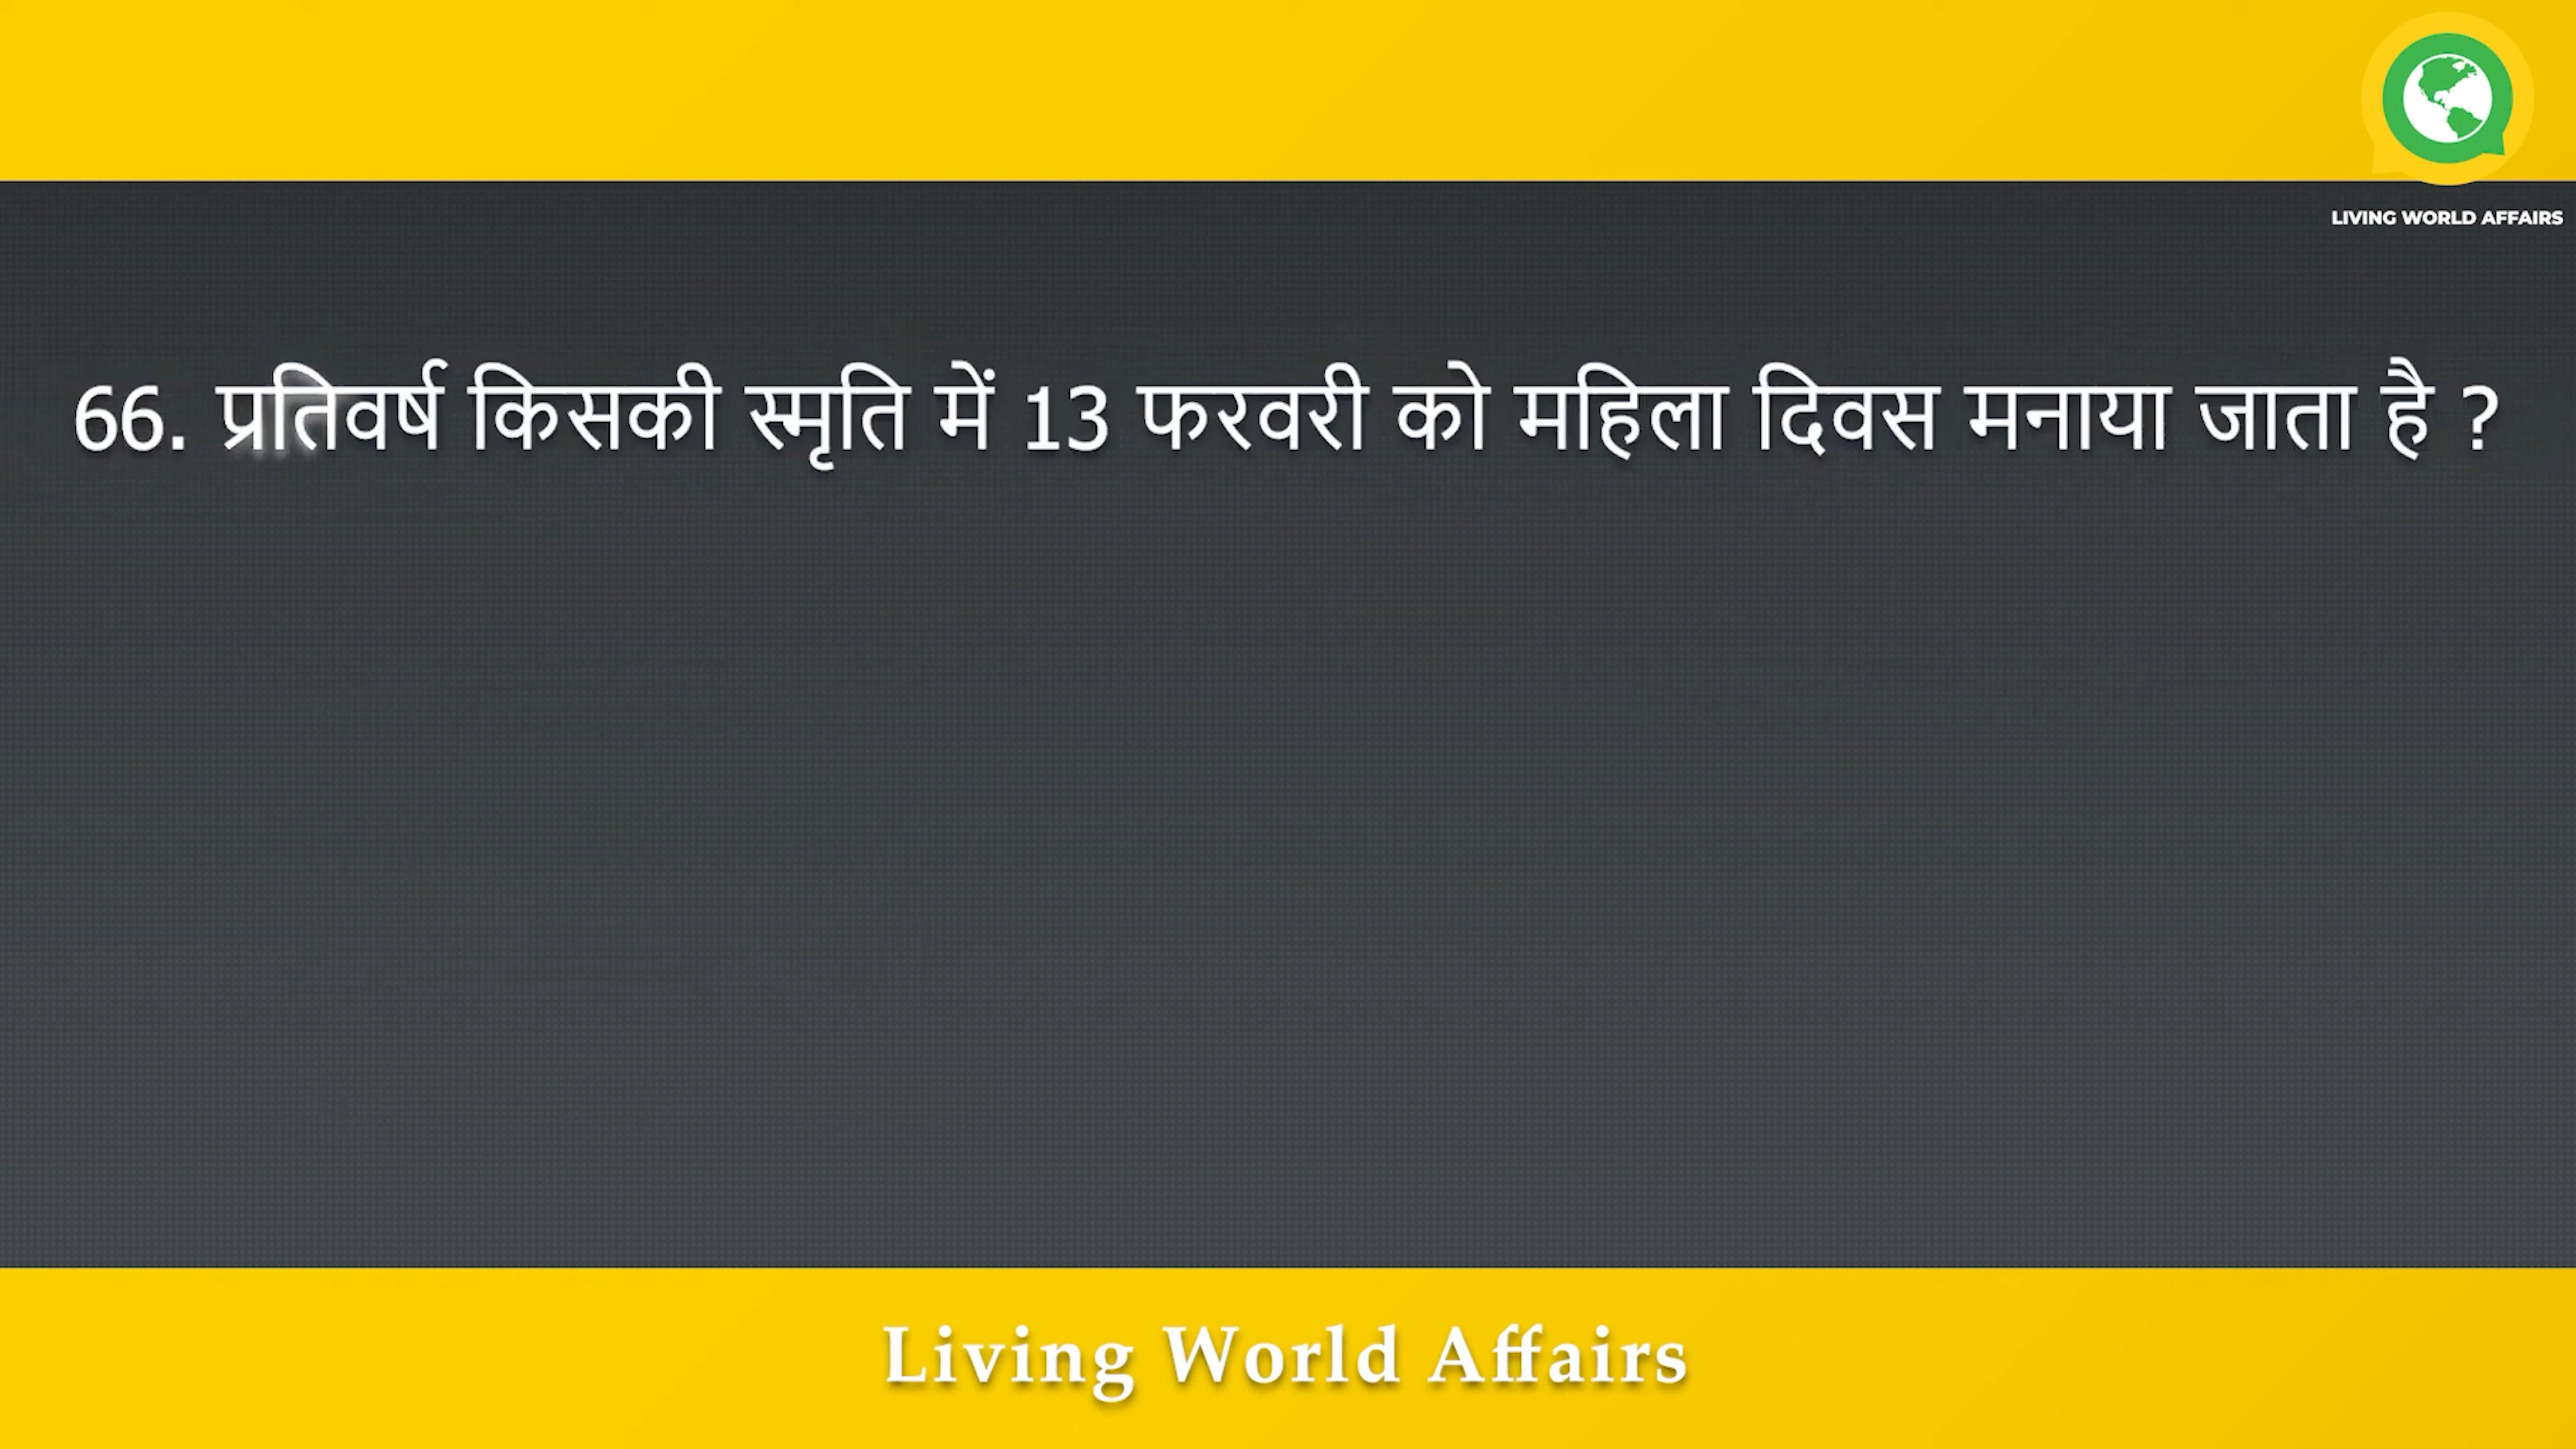 LIVING WORLD AFFAIRS
66. प्रतिवर्ष किसकी स्मृति में 13 फरवरी को महिला दिवस मनाया जाता है ?
Living World Affairs